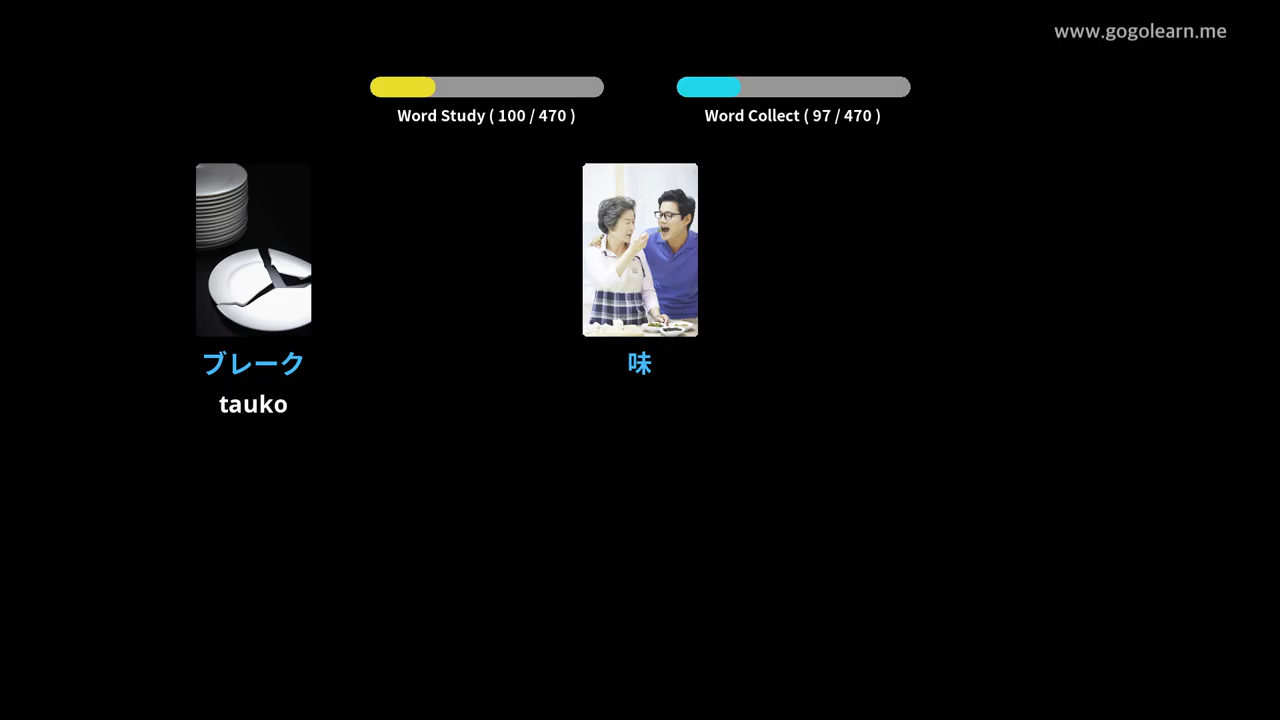 www.gogolearn.me
Word Study ( 100 / 470 )
Word Collect ( 97 / 470 )
ブレーク
味
tauko